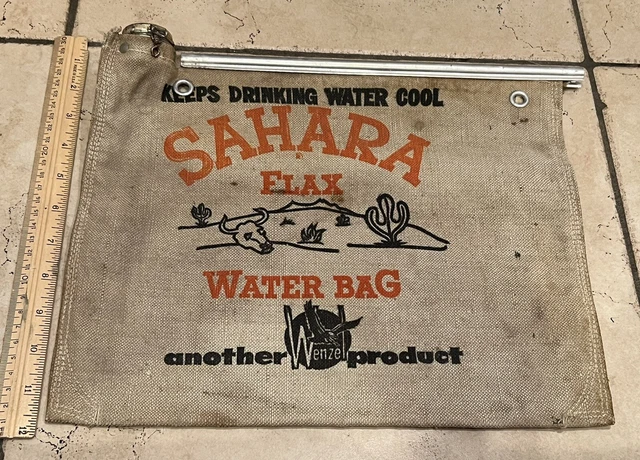 KEEPS DRINKING WATER COOL
SAHARA
FLAX
WATER BAG
another Wenzel product